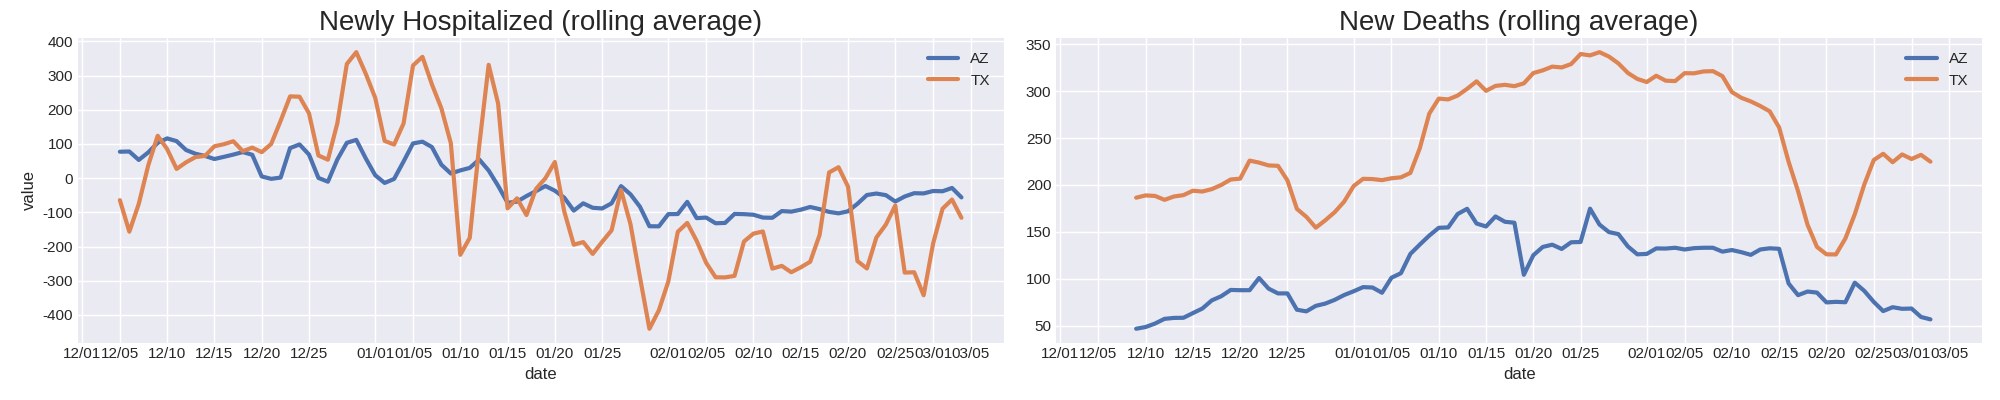 Newly Hospitalized (rolling average)
400
300
200
100
0
-100
-200
-300
-400
value
AZ
TX
12/01 12/05 12/10 12/15 12/20 12/25 01/01 01/05 01/10 01/15 01/20 01/25 02/01 02/05 02/10 02/15 02/20 02/25 03/01 03/05
date
New Deaths (rolling average)
350
300
250
200
150
100
50
AZ
TX
12/01 12/05 12/10 12/15 12/20 12/25 01/01 01/05 01/10 01/15 01/20 01/25 02/01 02/05 02/10 02/15 02/20 02/25 03/01 03/05
date